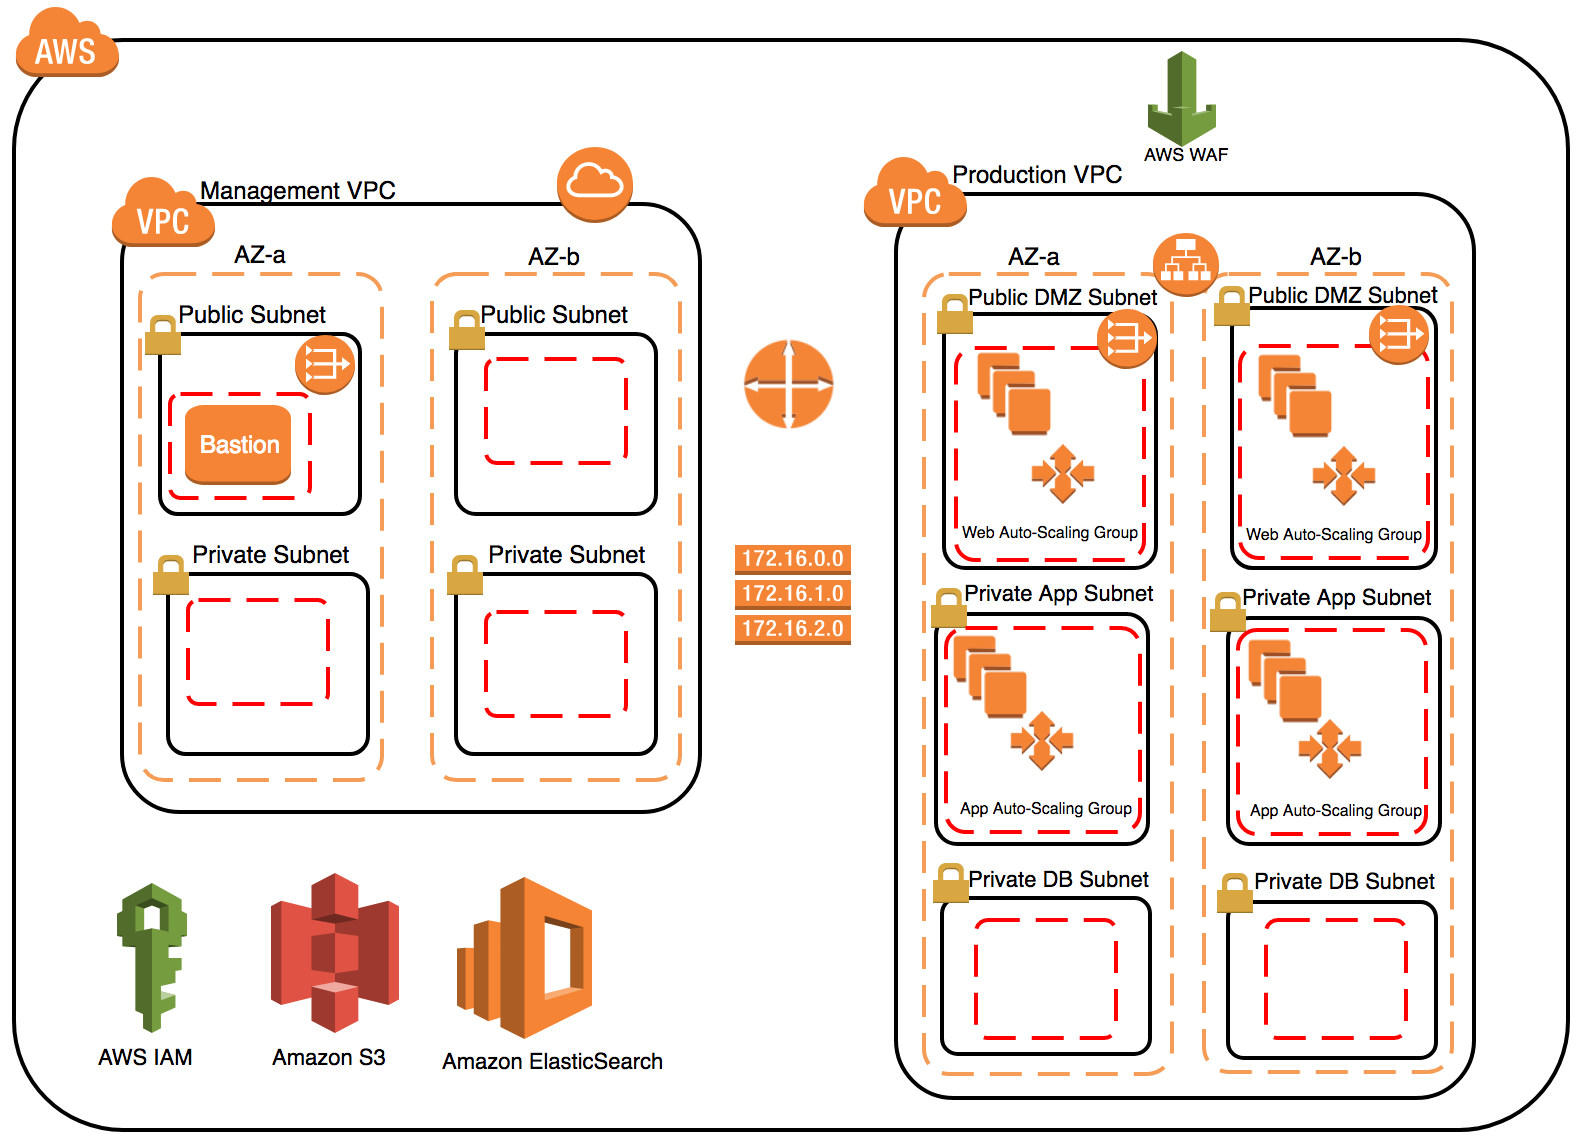 AWS
AWS WAF
Management VPC
VPC
AZ-a
AZ-b
Public Subnet
Public Subnet
Bastion
Private Subnet
Private Subnet
172.16.0.0
172.16.1.0
172.16.2.0
Production VPC
VPC
AZ-a
AZ-b
Public DMZ Subnet
Public DMZ Subnet
Web Auto-Scaling Group
Web Auto-Scaling Group
Private App Subnet
Private App Subnet
App Auto-Scaling Group
App Auto-Scaling Group
Private DB Subnet
Private DB Subnet
AWS IAM
Amazon S3
Amazon ElasticSearch